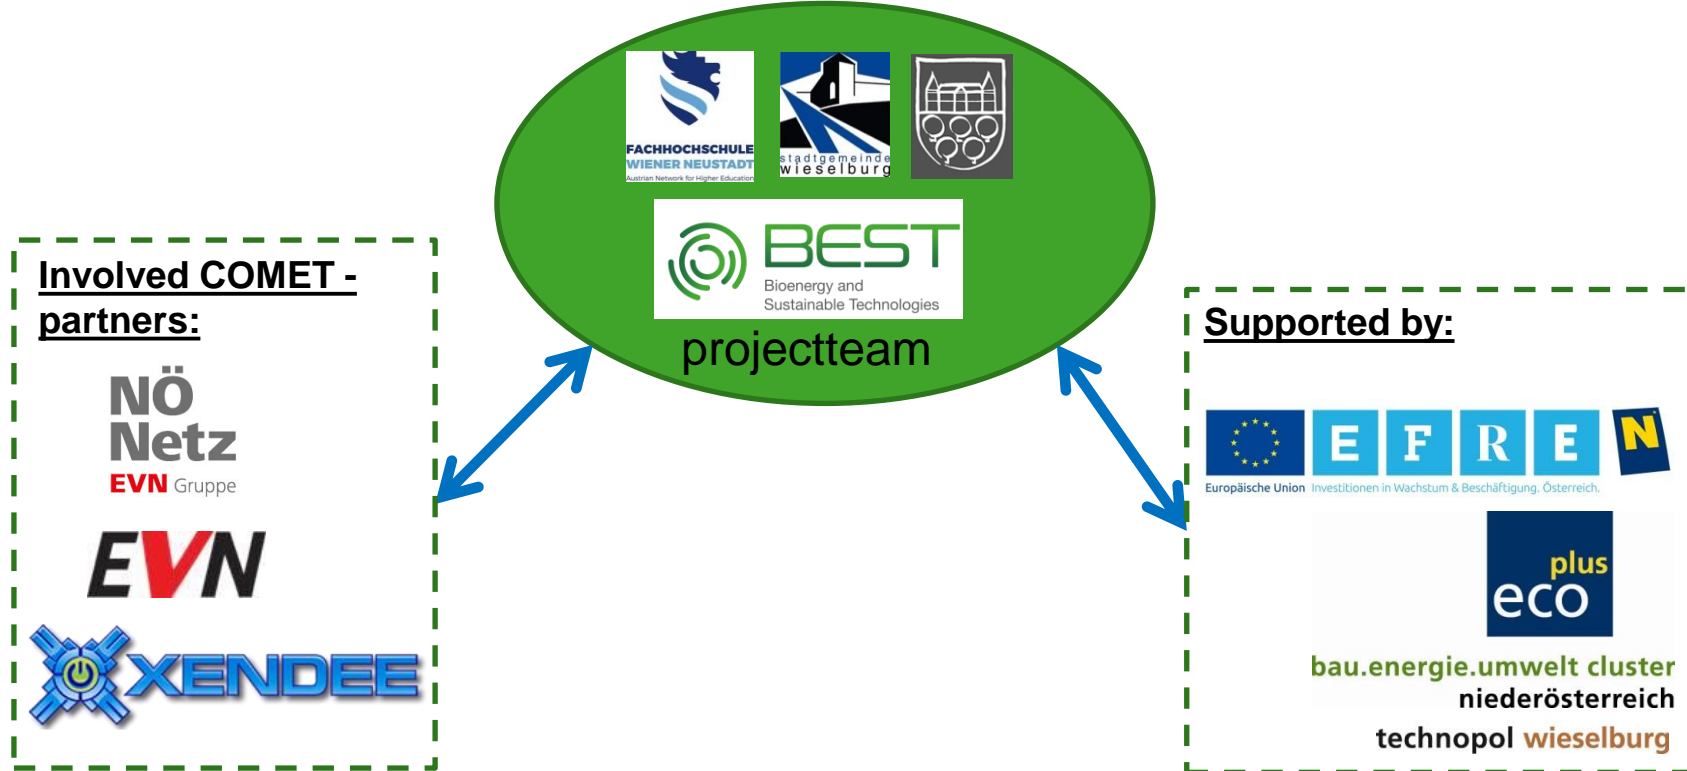 FACHHOCHSCHULE
WIENER NEUSTADT
Austrian Network for Higher Education
stadtgemeinde
wieselburg
BEST
Bioenergy and
Sustainable Technologies
projectteam
Involved COMET -
partners:
NÖ
Netz
EVN Gruppe
EVN
XENDEE
Supported by:
E F R E N
Europäische Union Investitionen in Wachstum & Beschäftigung. Österreich.
plus
eco
bau.energie.umwelt cluster
niederösterreich
technopol wieselburg